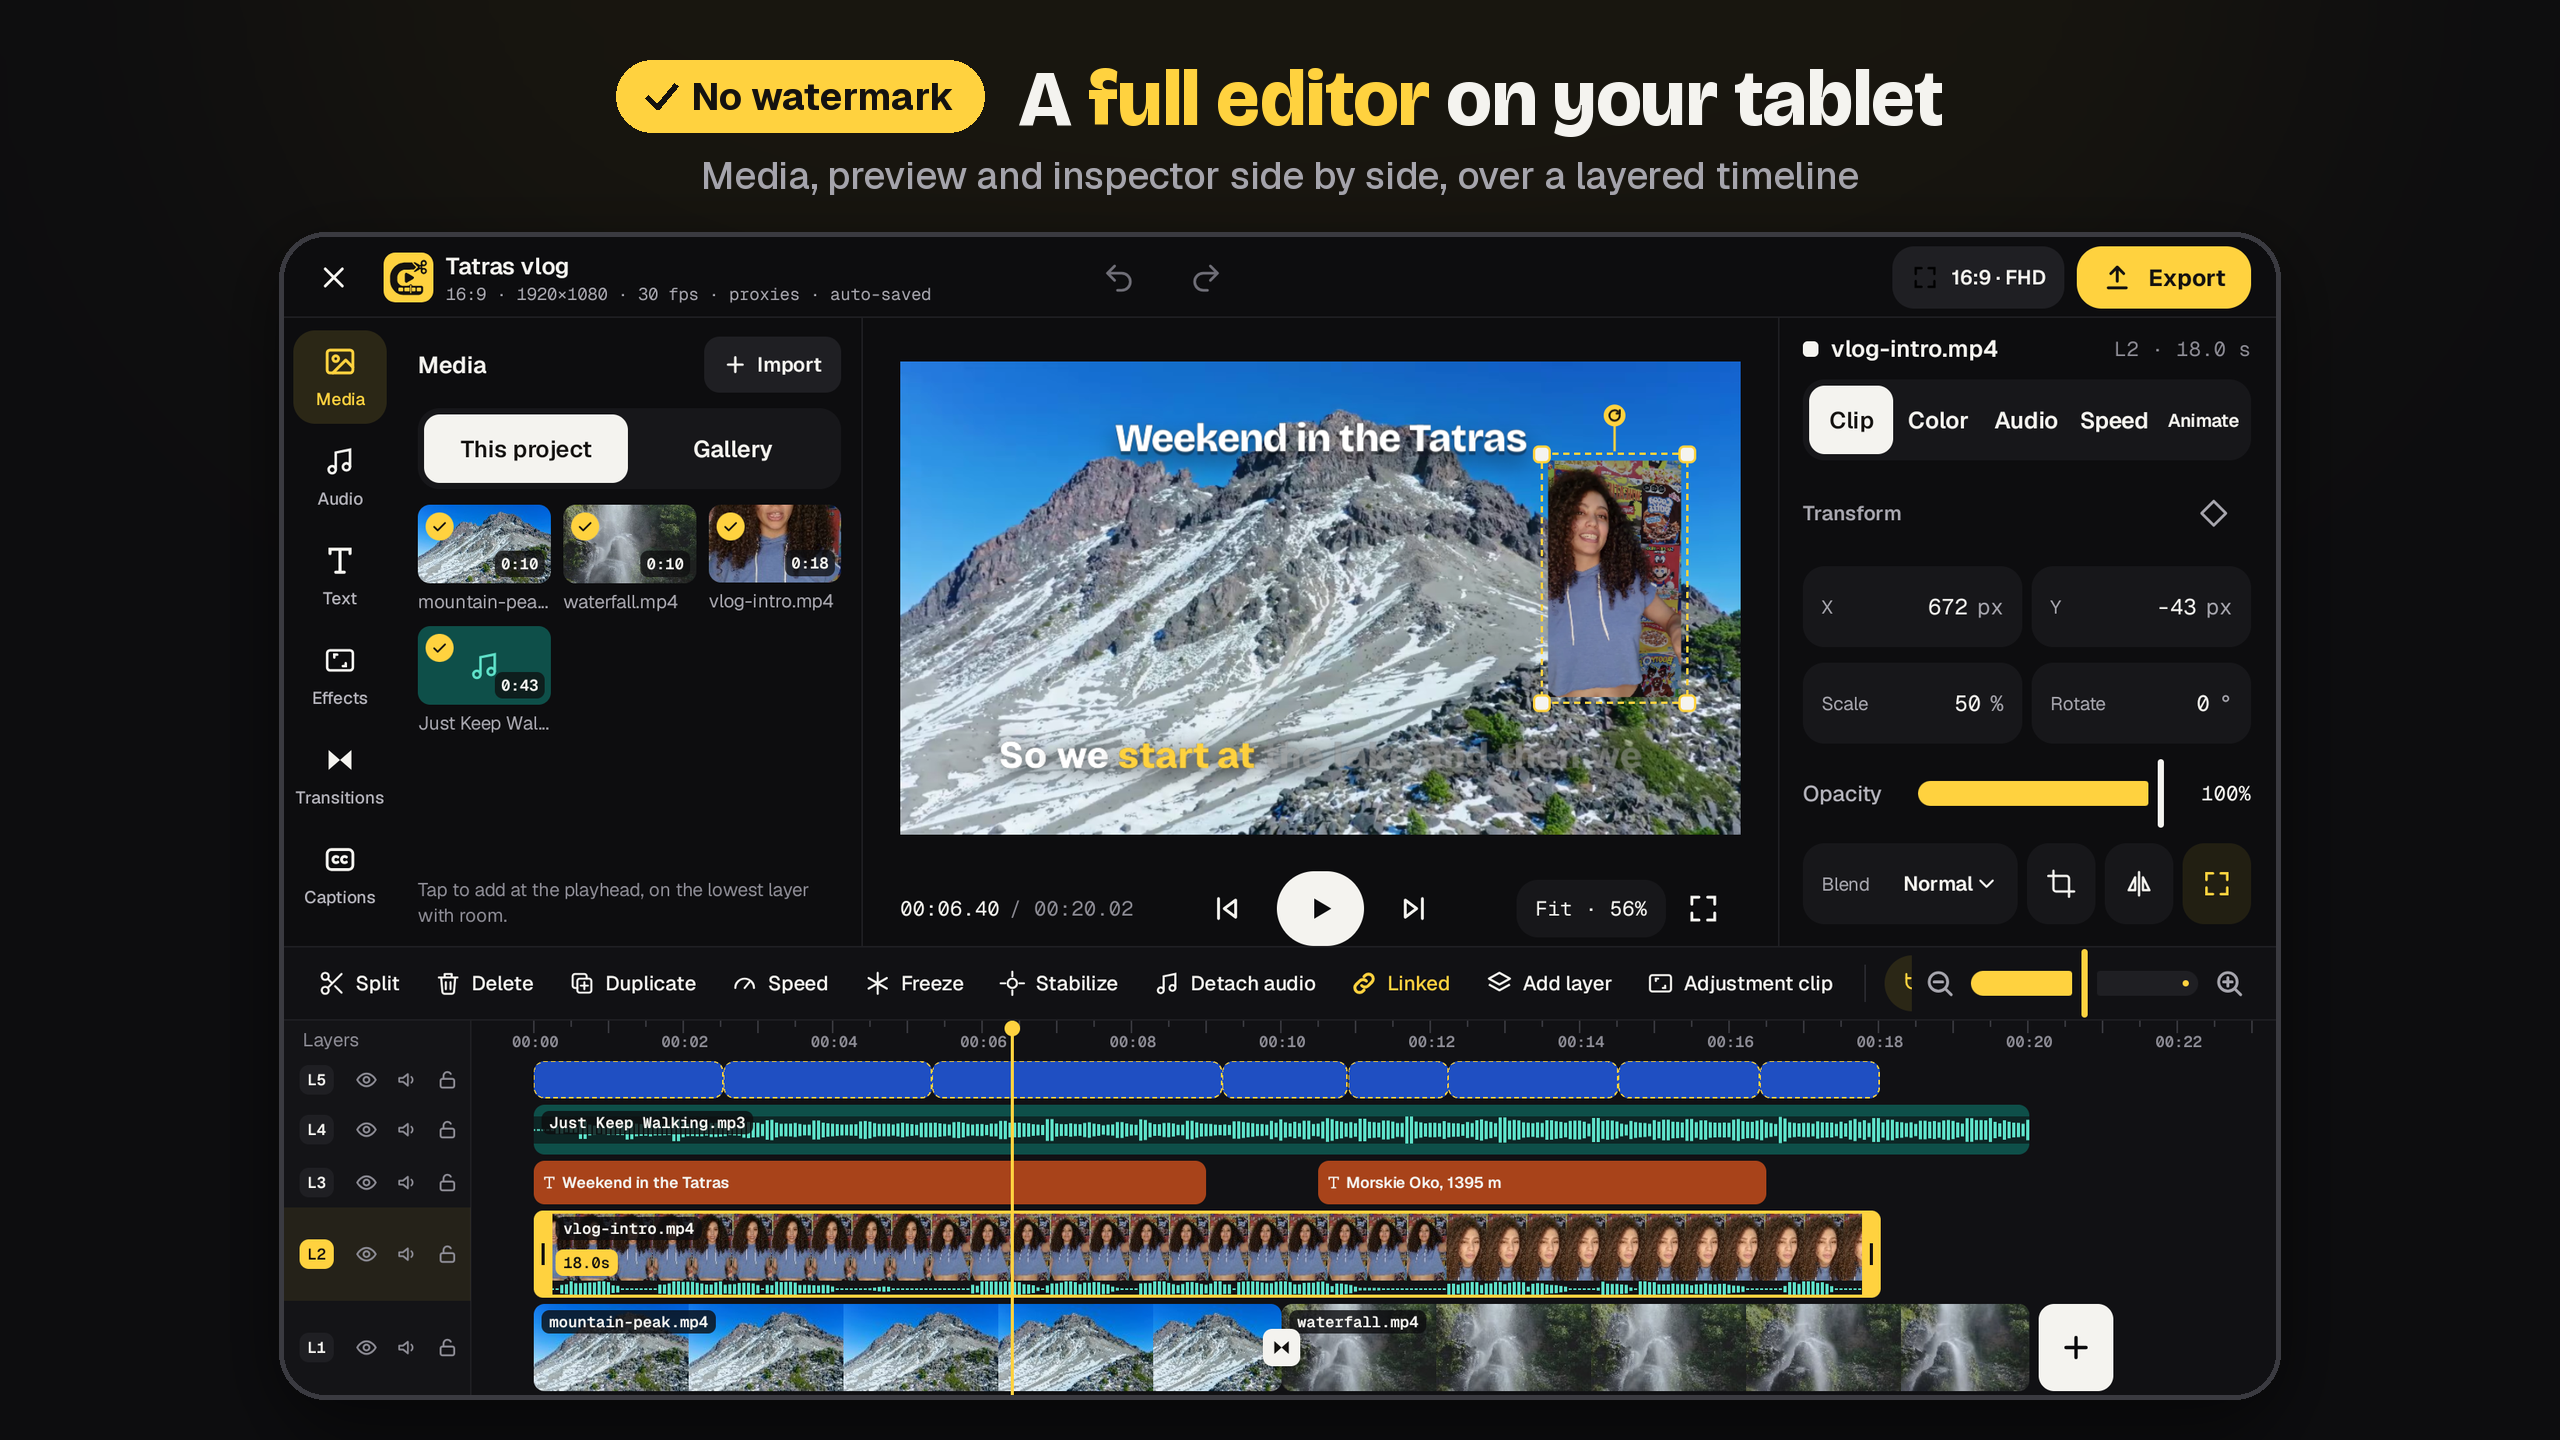 No watermark
A full editor on your tablet
Media, preview and inspector side by side, over a layered timeline
Tatras vlog
16:9 · 1920×1080 · 30 fps · proxies · auto-saved
16:9 · FHD
Export
Media
Audio
Text
Effects
Transitions
Captions
Media
Import
This project
Gallery
0:10
0:10
0:18
mountain-pea...
waterfall.mp4
vlog-intro.mp4
0:43
Just Keep Wal...
Tap to add at the playhead, on the lowest layer
with room.
Weekend in the Tatras
So we start at the lake and then we
00:06.40 / 00:20.02
Fit · 56%
vlog-intro.mp4
L2 · 18.0 s
Clip
Color
Audio
Speed
Animate
Transform
X 672 px
Y -43 px
Scale 50 %
Rotate 0 °
Opacity 100%
Blend Normal
Split
Delete
Duplicate
Speed
Freeze
Stabilize
Detach audio
Linked
Add layer
Adjustment clip
Layers
00:00 00:02 00:04 00:06 00:08 00:10 00:12 00:14 00:16 00:18 00:20 00:22
L5
L4
Just Keep Walking.mp3
L3
T Weekend in the Tatras
T Morskie Oko, 1395 m
L2
vlog-intro.mp4
18.0s
L1
mountain-peak.mp4
waterfall.mp4